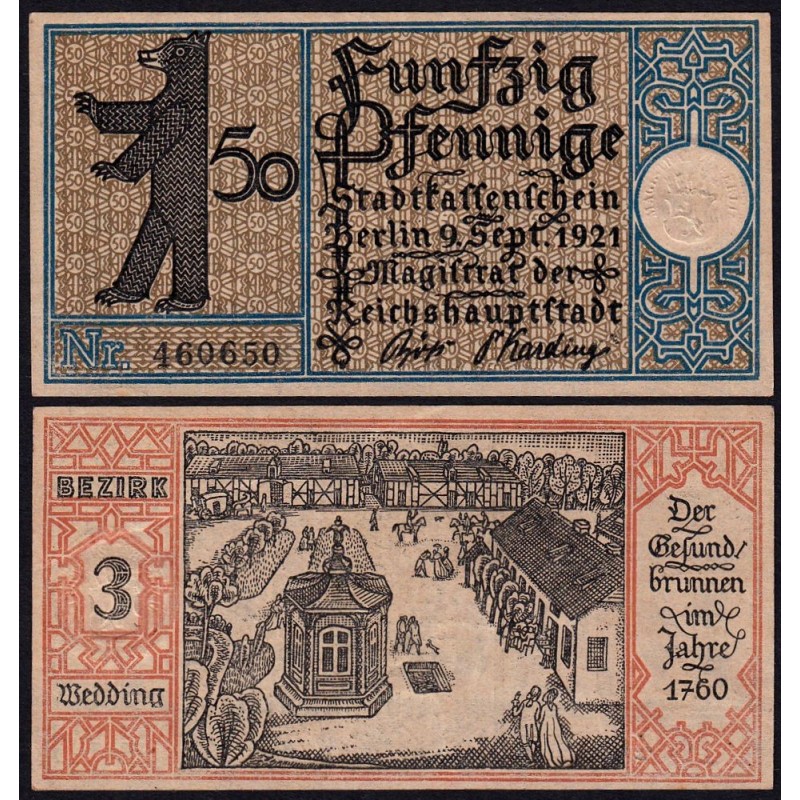 50
Funfzig
Pfennige
Stadtkassenschein
Berlin 9. Sept. 1921
Magistrat der
Reichshauptstadt
Nr. 460650
BEZIRK
3
Wedding
Der
Gesund/
brunnen
im
Jahre
1760